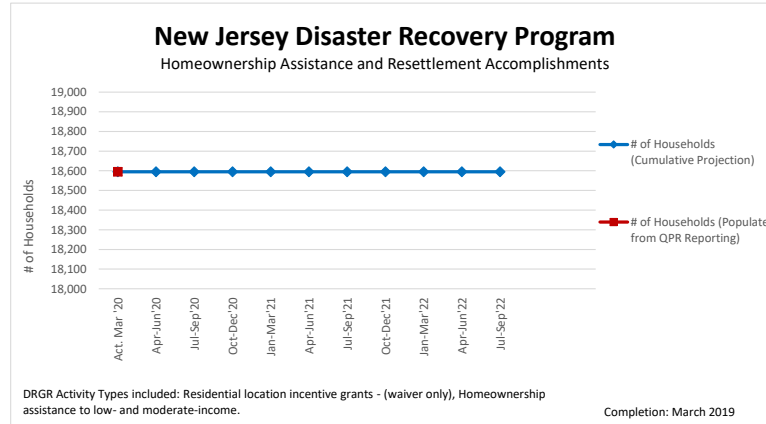 New Jersey Disaster Recovery Program
Homeownership Assistance and Resettlement Accomplishments
# of Households
19,000
18,900
18,800
18,700
18,600
18,500
18,400
18,300
18,200
18,100
18,000
Act. Mar '20
Apr-Jun'20
Jul-Sep'20
Oct-Dec'20
Jan-Mar'21
Apr-Jun'21
Jul-Sep'21
Oct-Dec'21
Jan-Mar'22
Apr-Jun'22
Jul-Sep'22
# of Households
(Cumulative Projection)
# of Households (Populate
from QPR Reporting)
DRGR Activity Types included: Residential location incentive grants - (waiver only), Homeownership
assistance to low- and moderate-income.
Completion: March 2019